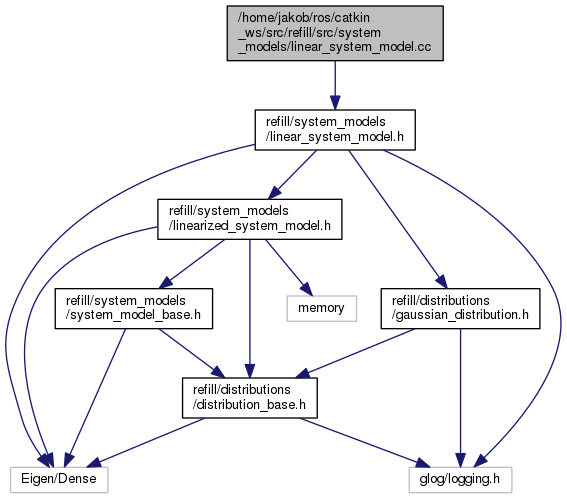 /home/jakob/ros/catkin
_ws/src/refill/src/system
_models/linear_system_model.cc
refill/system_models
/linear_system_model.h
refill/system_models
/linearized_system_model.h
refill/system_models
/system_model_base.h
memory
refill/distributions
/gaussian_distribution.h
refill/distributions
/distribution_base.h
Eigen/Dense
glog/logging.h